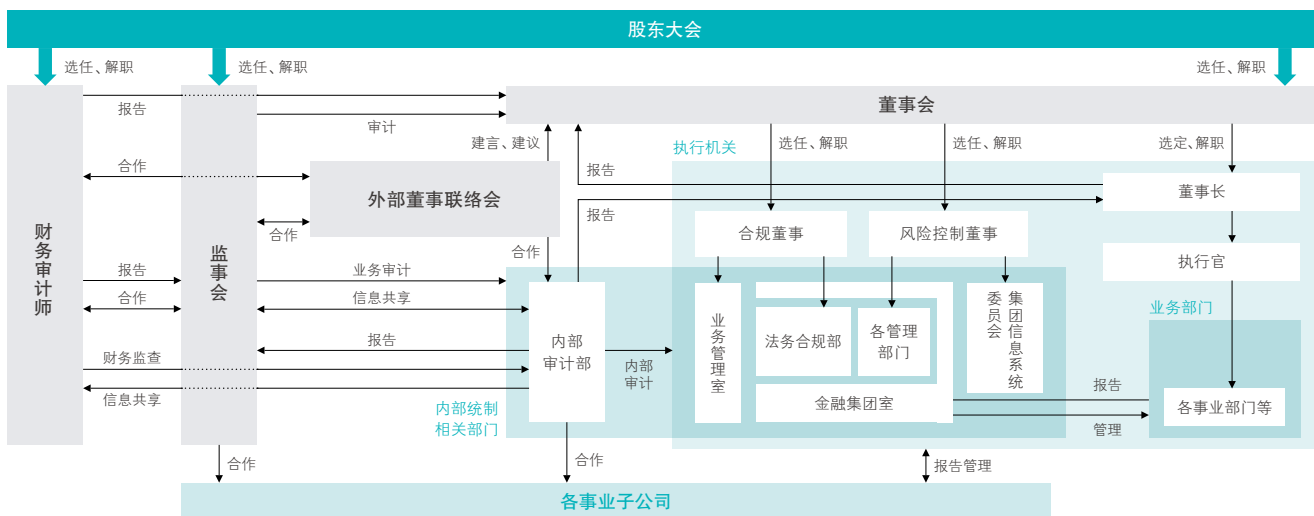 股东大会
选任、解职
选任、解职
选任、解职
报告
审计
董事会
建言、建议
选任、解职
选任、解职
选定、解职
执行机关
合作
报告
外部董事联络会
董事长
报告
合作
合规董事
风险控制董事
财务审计师
监事会
合作
执行官
报告
业务审计
合作
信息共享
内部
审计部
业务管理室
法务合规部
各管理
部门
集团信息系统
委员会
业务部门
报告
财务监查
内部
审计
信息共享
内部统制
相关部门
金融集团室
报告
管理
各事业部门等
合作
合作
报告管理
各事业子公司